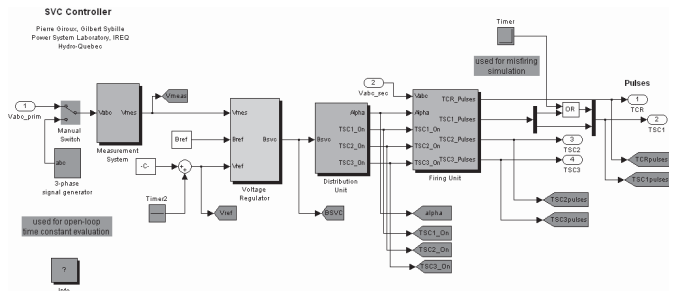 SVC Controller
Pierre Giroux, Gilbert Sybille
Power System Laboratory, IREQ
Hydro-Quebec
Timer
used for misfiring
simulation
Pulses
Vmeas
2
Vabc_sec
1
Vabc_prim
Manual
Switch
Vabc
Vmes
Measurement
System
abc
3-phase
signal generator
Vmes
Bref
Bref
Bsvc
Vref
Voltage
Regulator
-C-
Timer2
Vref
Bsvc
Alpha
TSC1_On
TSC2_On
TSC3_On
Distribution
Unit
BSVC
Vabc
TCR_Pulses
Alpha
TSC1_Pulses
TSC1_On
TSC2_Pulses
TSC2_On
TSC3_Pulses
TSC3_On
Firing Unit
OR
1
TCR
2
TSC1
3
TSC2
4
TSC3
TCRpulses
TSC1pulses
TSC2pulses
TSC3pulses
alpha
TSC1_On
TSC2_On
TSC3_On
used for open-loop
time constant evaluation
?